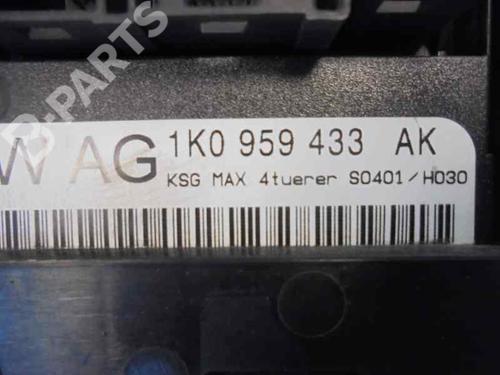 B-PARTS
W AG 1K0 959 433 AK
KSG MAX 4tuerer S0401/H030